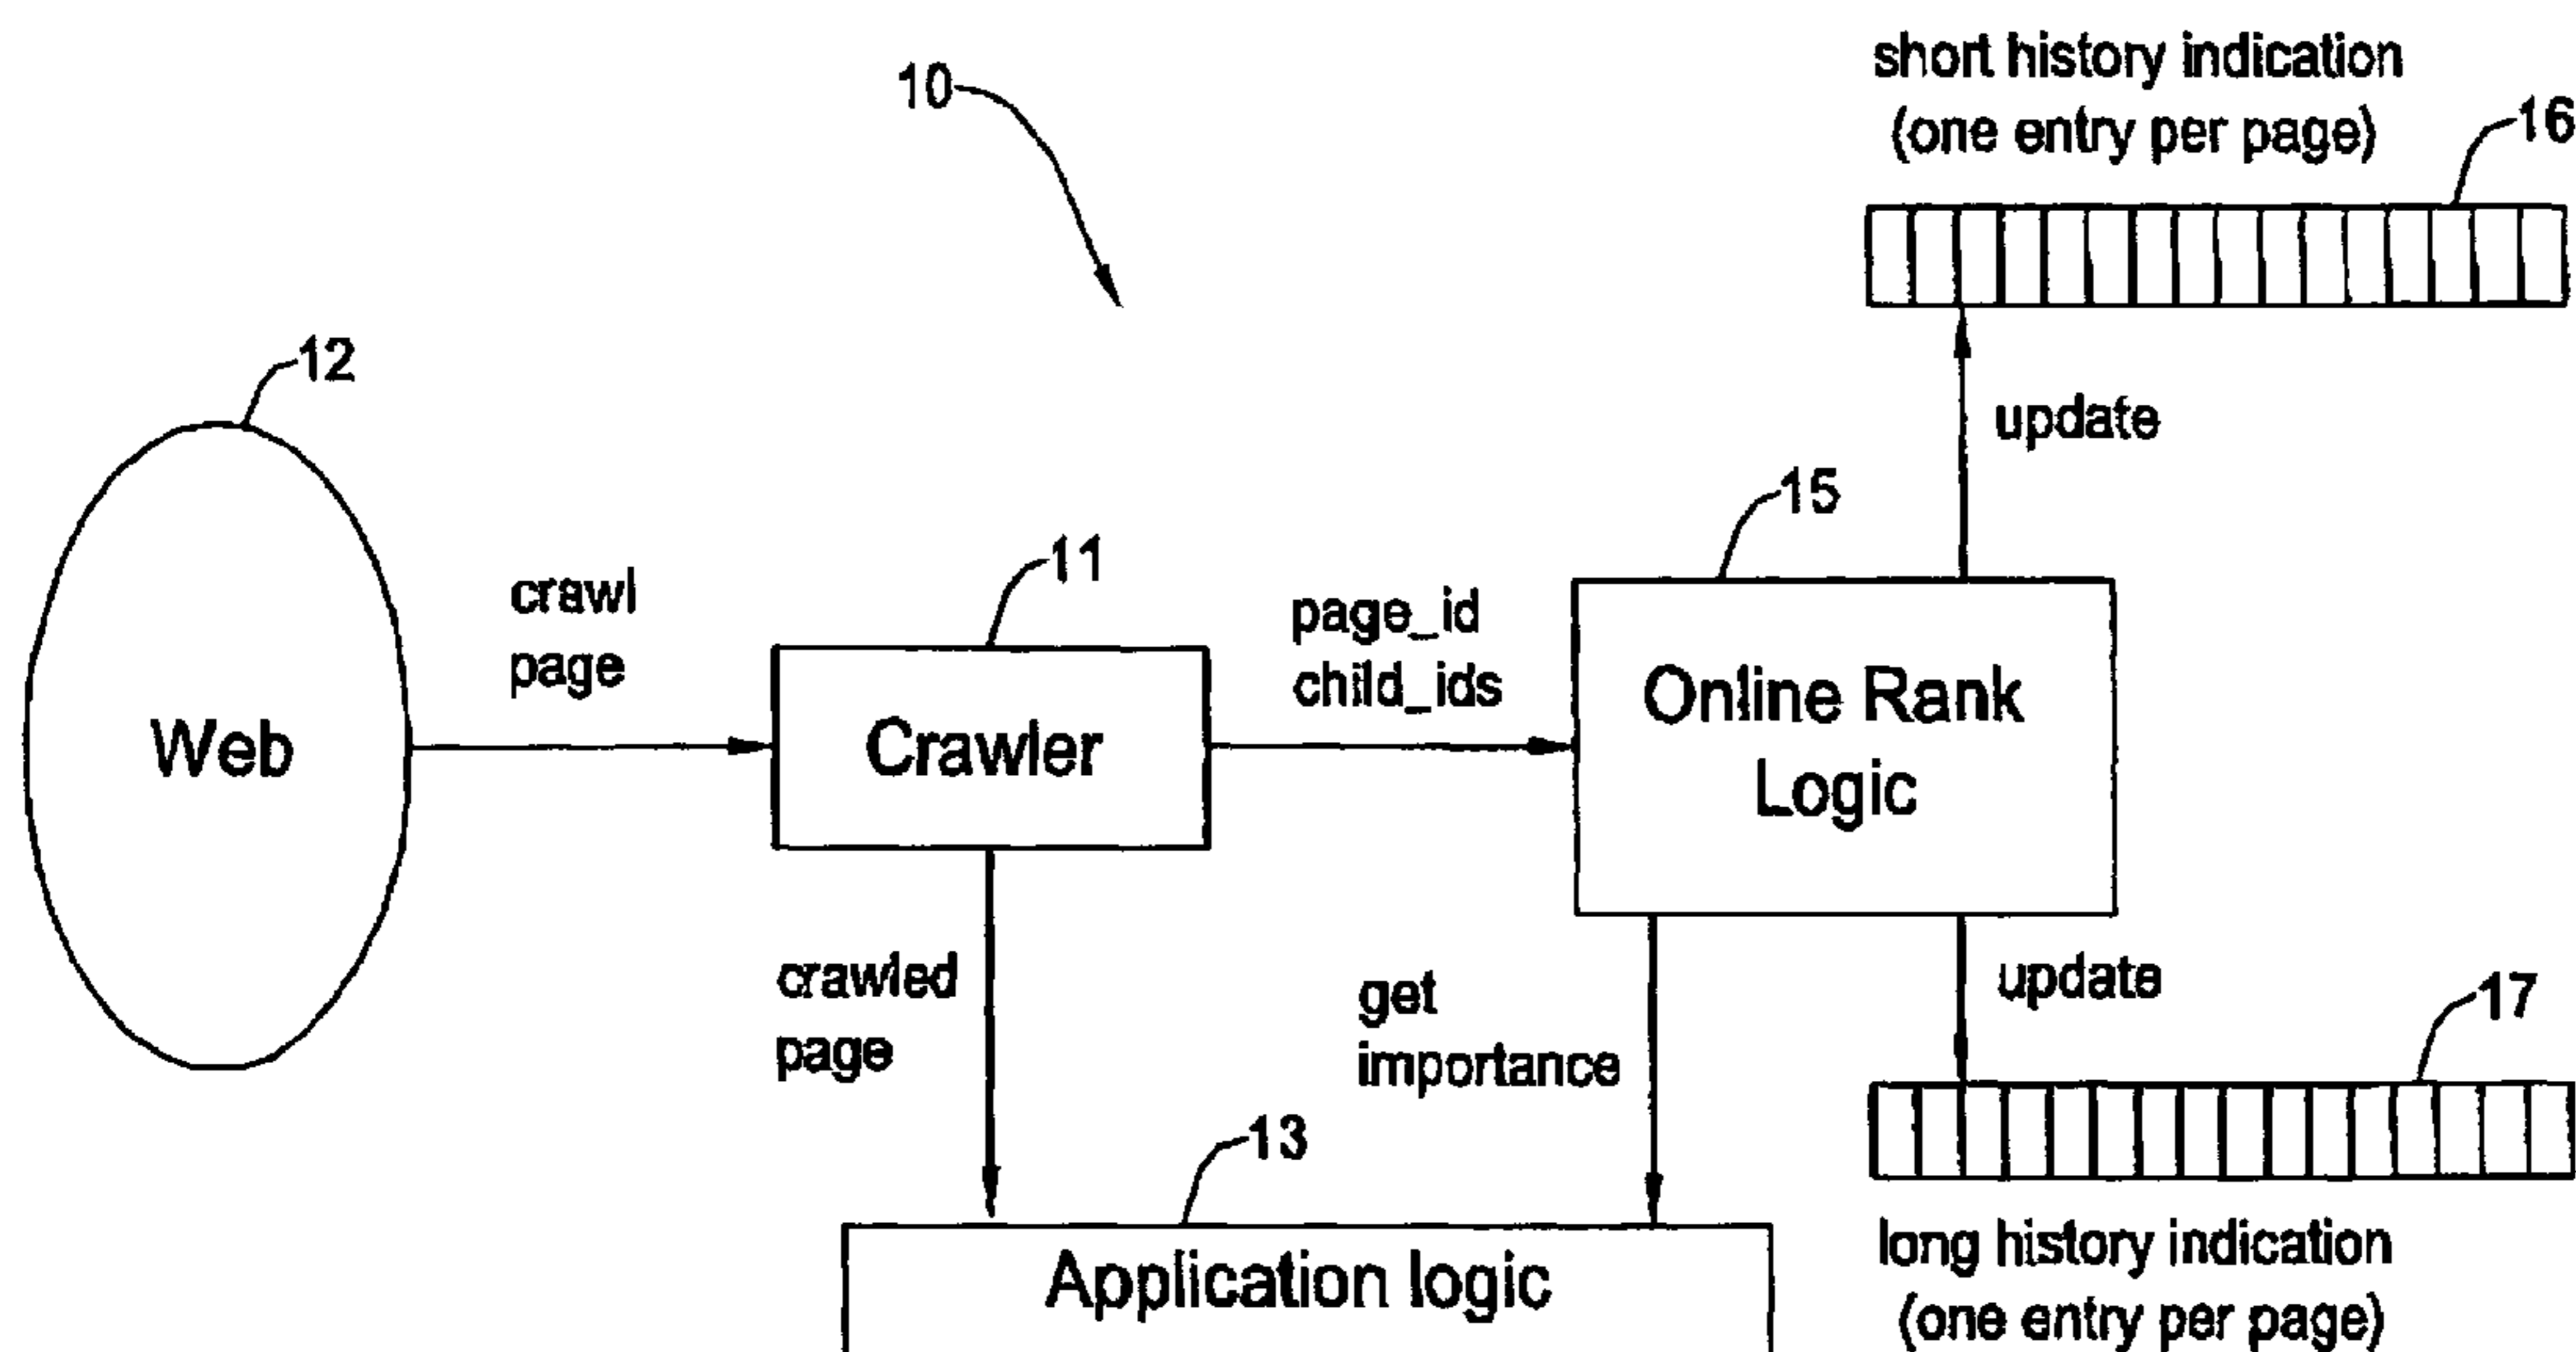 short history indication
(one entry per page)
10
16
12
update
15
11
crawl
page
page_id
child_ids
Web
Crawler
Online Rank
Logic
crawled
page
get
importance
update
17
13
Application logic
long history indication
(one entry per page)